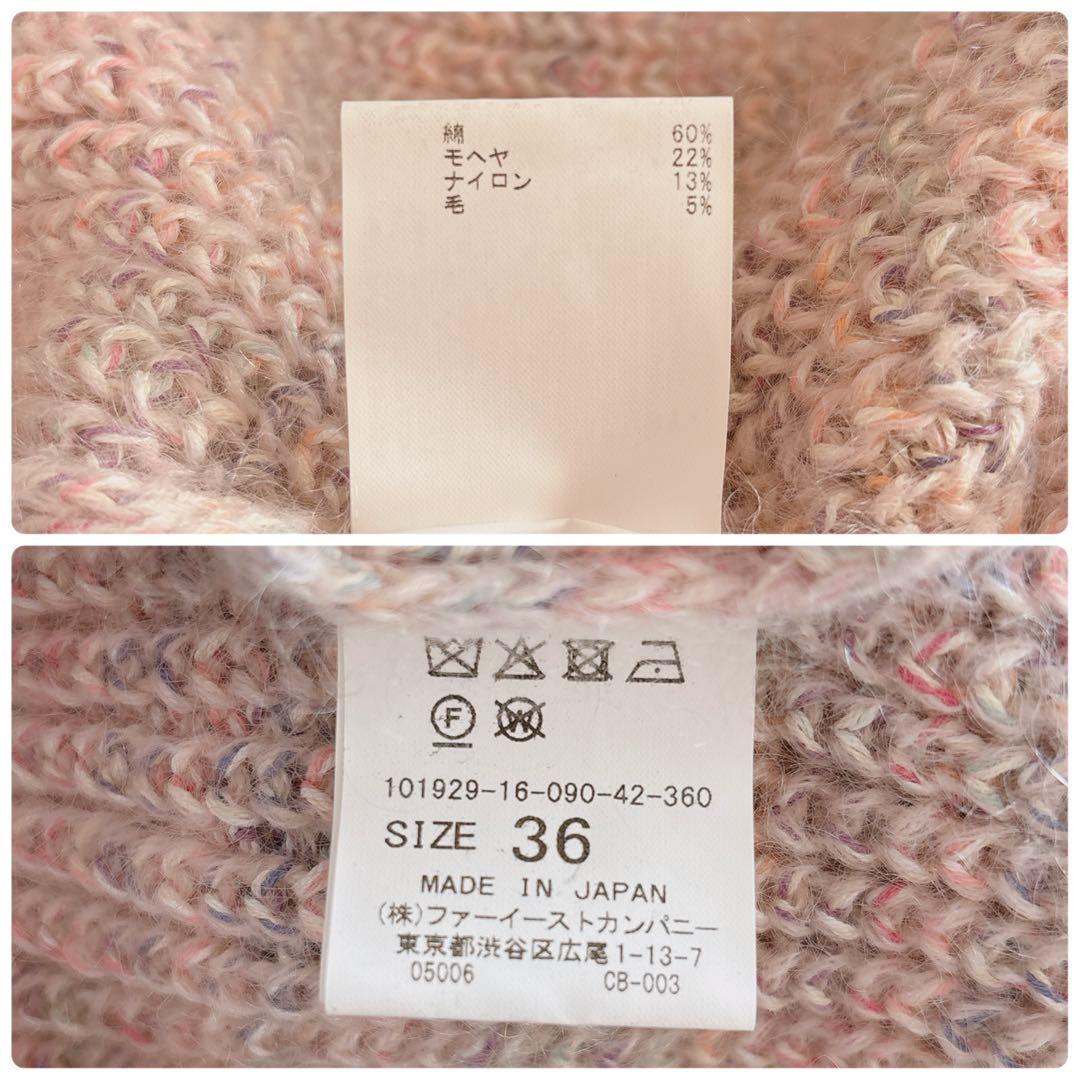 綿 60%
モヘヤ 22%
ナイロン 13%
毛 5%
F W
101929-16-090-42-360
SIZE 36
MADE IN JAPAN
(株)ファーイーストカンパニー
東京都渋谷区広尾1-13-7
05006 CB-003